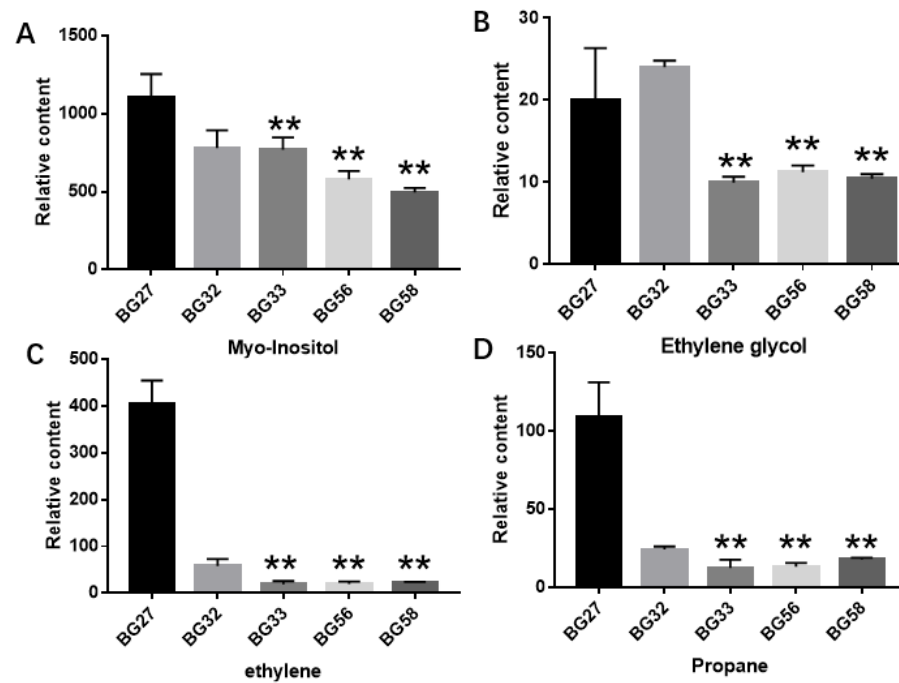 A
Relative content
1500
1000
500
0
**
**
**
BG27
BG32
BG33
BG56
BG58
Myo-Inositol
B
Relative content
30
20
10
0
**
**
**
BG27
BG32
BG33
BG56
BG58
Ethylene glycol
C
Relative content
500
400
300
200
100
0
**
**
**
BG27
BG32
BG33
BG56
BG58
ethylene
D
Relative content
150
100
50
0
**
**
**
BG27
BG32
BG33
BG56
BG58
Propane